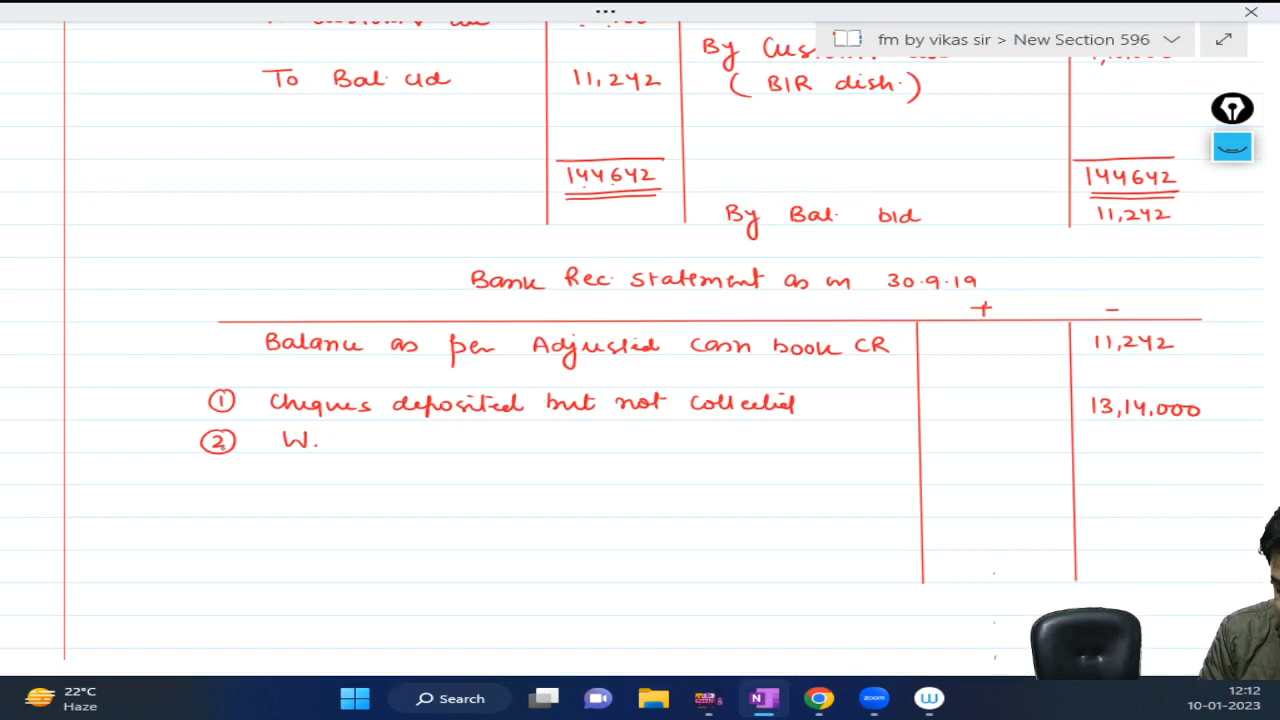 fm by vikas sir > New Section 596
By
To Bal c/d 11,242 ( BIR dish.)
144642 144642
By Bal. b/d 11,242
Bank Rec. statement as on 30.9.19
+ -
Balance as per Adjusted cash book CR 11,242
① Cheques deposited but not collected 13,14,000
② W.
Search
22°C
Haze
12:12
10-01-2023
zoom